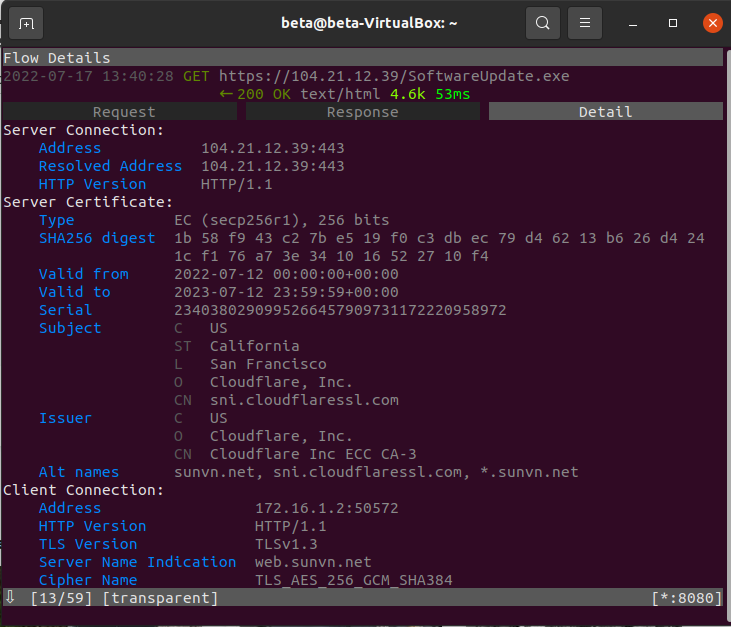 beta@beta-VirtualBox: ~
Flow Details
2022-07-17 13:40:28 GET https://104.21.12.39/SoftwareUpdate.exe
←200 OK text/html 4.6k 53ms
Request Response Detail
Server Connection:
Address 104.21.12.39:443
Resolved Address 104.21.12.39:443
HTTP Version HTTP/1.1
Server Certificate:
Type EC (secp256r1), 256 bits
SHA256 digest 1b 58 f9 43 c2 7b e5 19 f0 c3 db ec 79 d4 62 13 b6 26 d4 24
1c f1 76 a7 3e 34 10 16 52 27 10 f4
Valid from 2022-07-12 00:00:00+00:00
Valid to 2023-07-12 23:59:59+00:00
Serial 2340380290995266457909731172220958972
Subject C US
ST California
L San Francisco
O Cloudflare, Inc.
CN sni.cloudflaressl.com
Issuer C US
O Cloudflare, Inc.
CN Cloudflare Inc ECC CA-3
Alt names sunvn.net, sni.cloudflaressl.com, *.sunvn.net
Client Connection:
Address 172.16.1.2:50572
HTTP Version HTTP/1.1
TLS Version TLSv1.3
Server Name Indication web.sunvn.net
Cipher Name TLS_AES_256_GCM_SHA384
⇩ [13/59] [transparent] [*:8080]